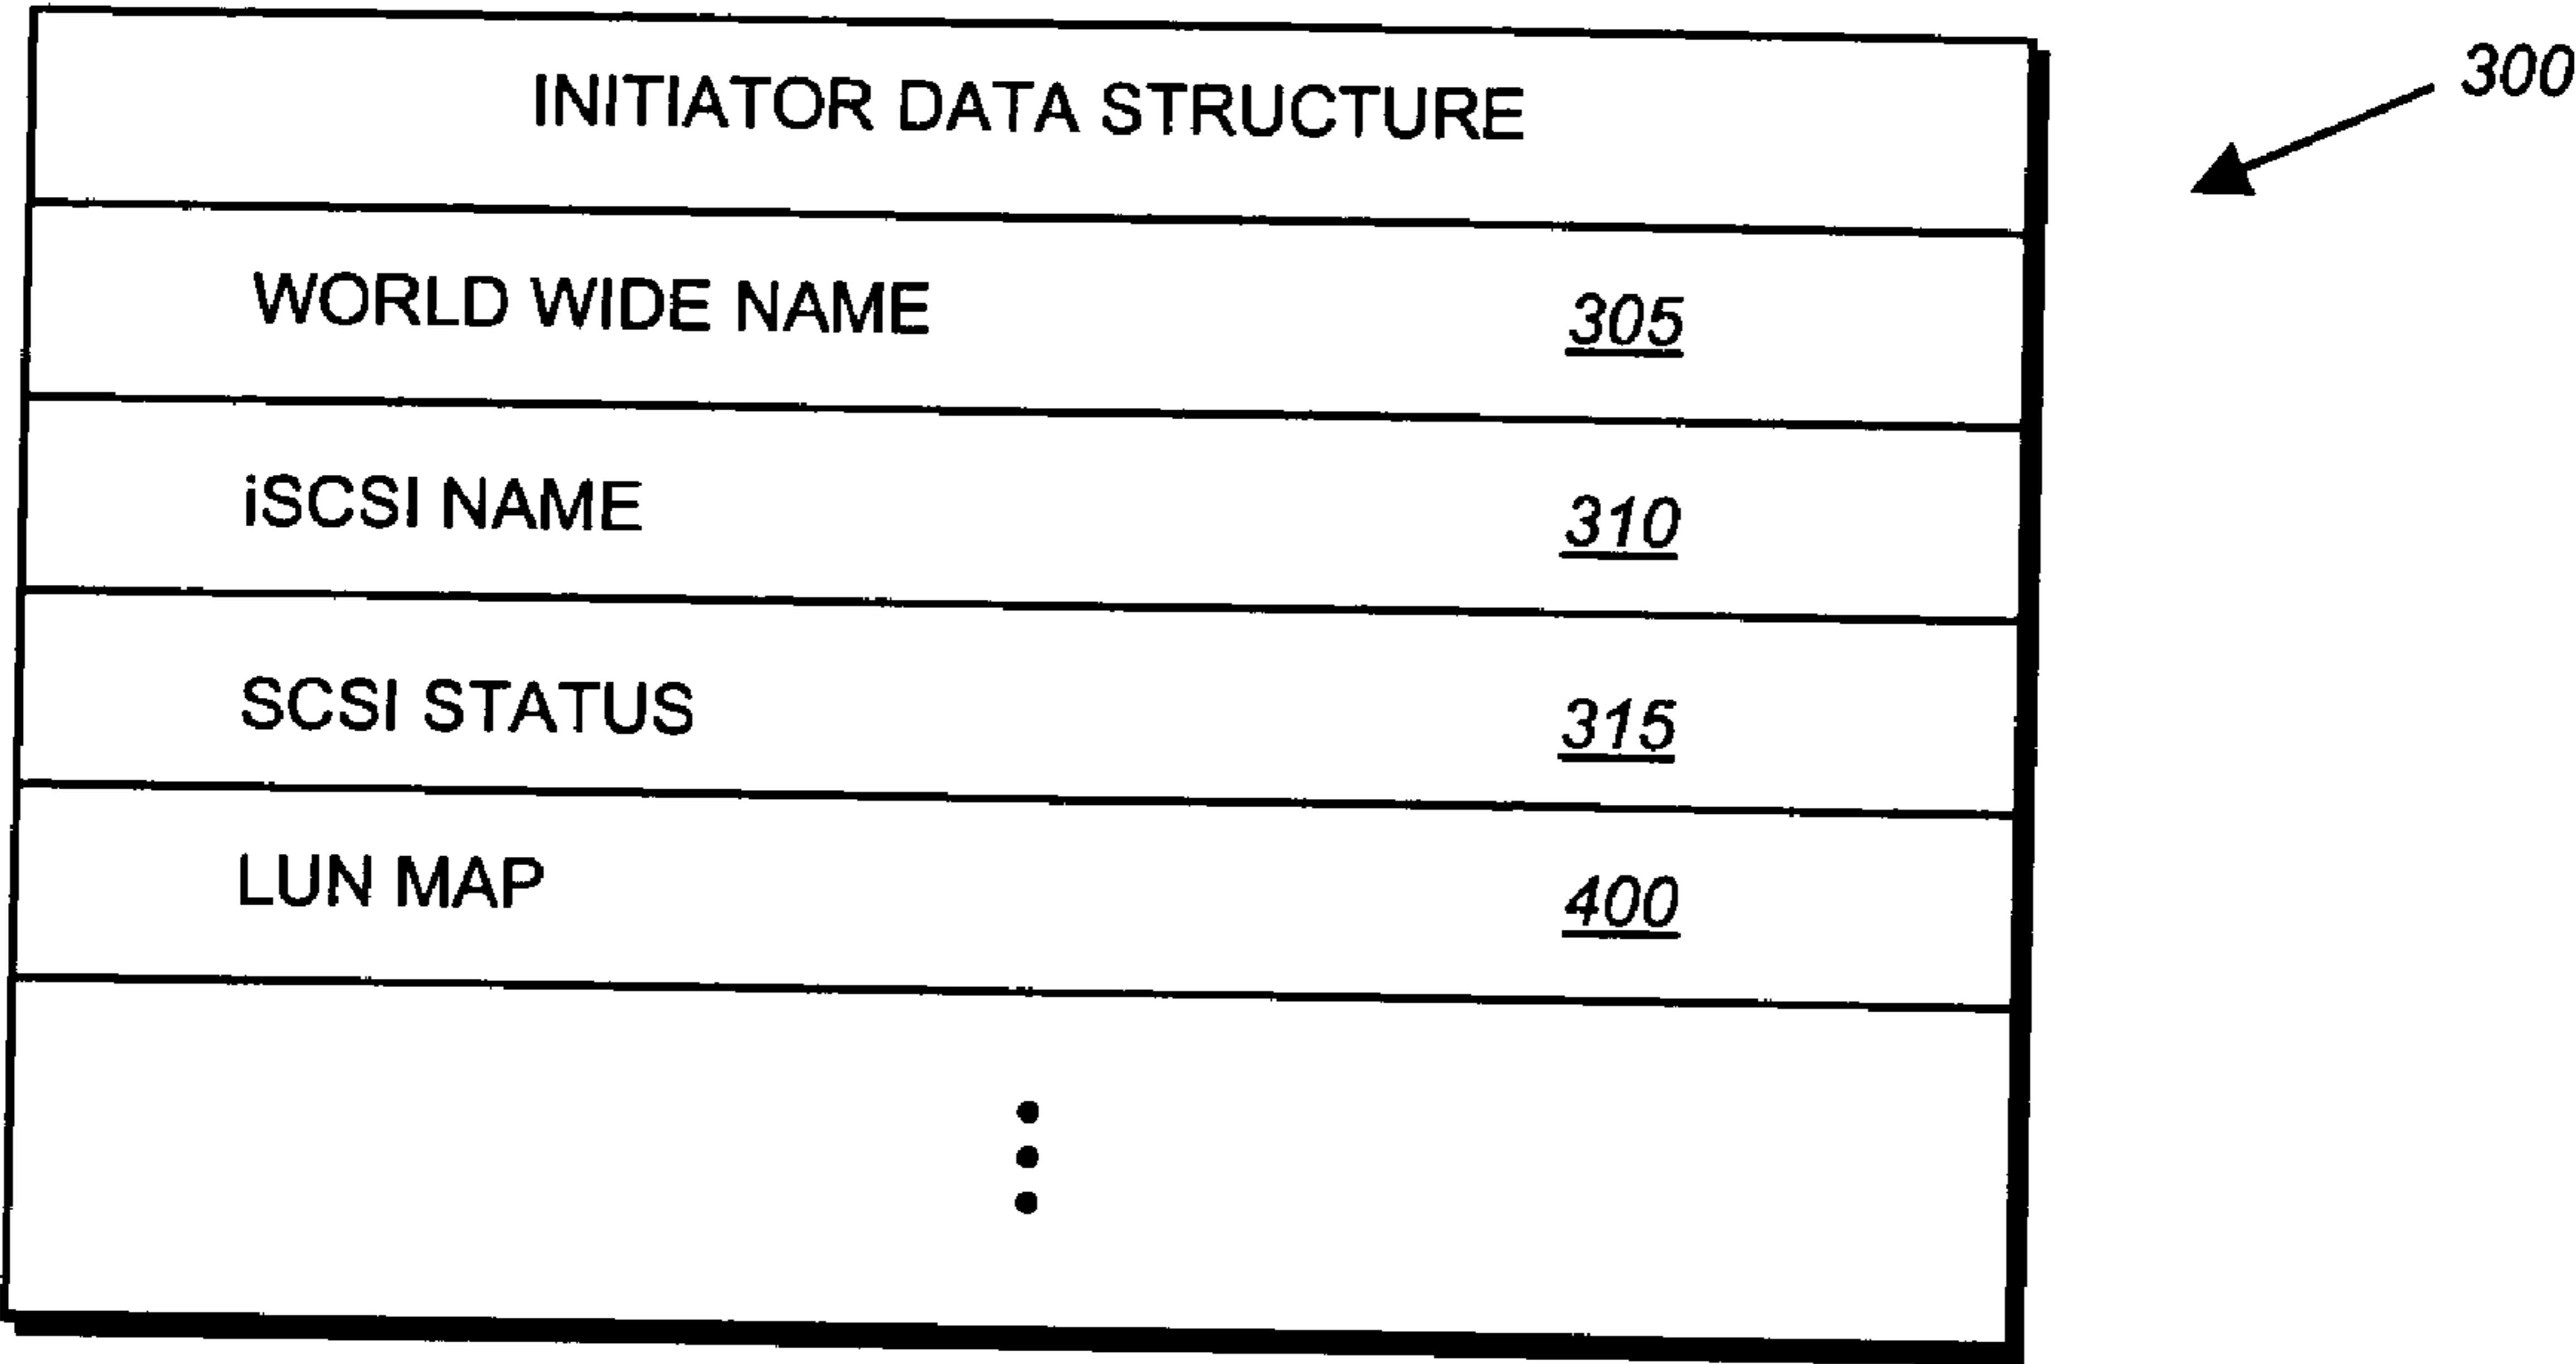 INITIATOR DATA STRUCTURE
300
WORLD WIDE NAME 305
iSCSI NAME 310
SCSI STATUS 315
LUN MAP 400